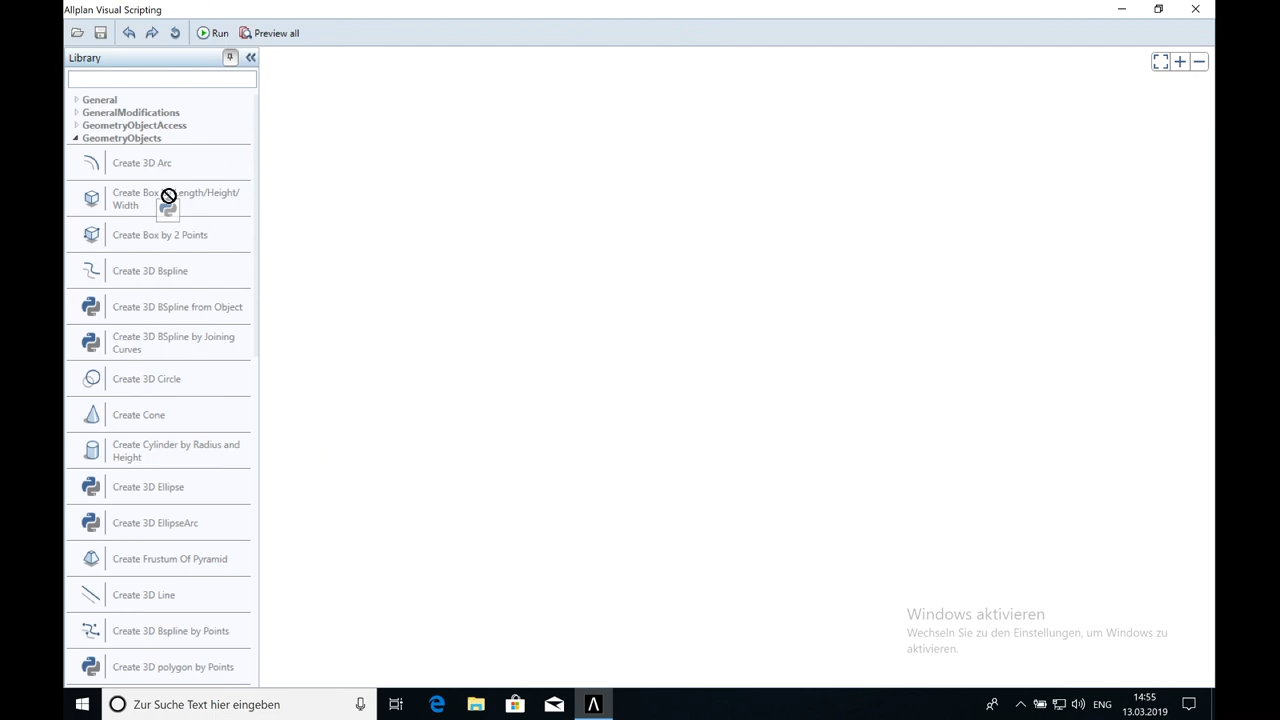 Allplan Visual Scripting
Run
Preview all
Library
General
GeneralModifications
GeometryObjectAccess
GeometryObjects
Create 3D Arc
Create Box
Length/Height/
Width
Create Box by 2 Points
Create 3D Bspline
Create 3D BSpline from Object
Create 3D BSpline by Joining
Curves
Create 3D Circle
Create Cone
Create Cylinder by Radius and
Height
Create 3D Ellipse
Create 3D EllipseArc
Create Frustum Of Pyramid
Create 3D Line
Create 3D Bspline by Points
Create 3D polygon by Points
Windows aktivieren
Wechseln Sie zu den Einstellungen, um Windows zu
aktivieren.
Zur Suche Text hier eingeben
ENG
14:55
13.03.2019